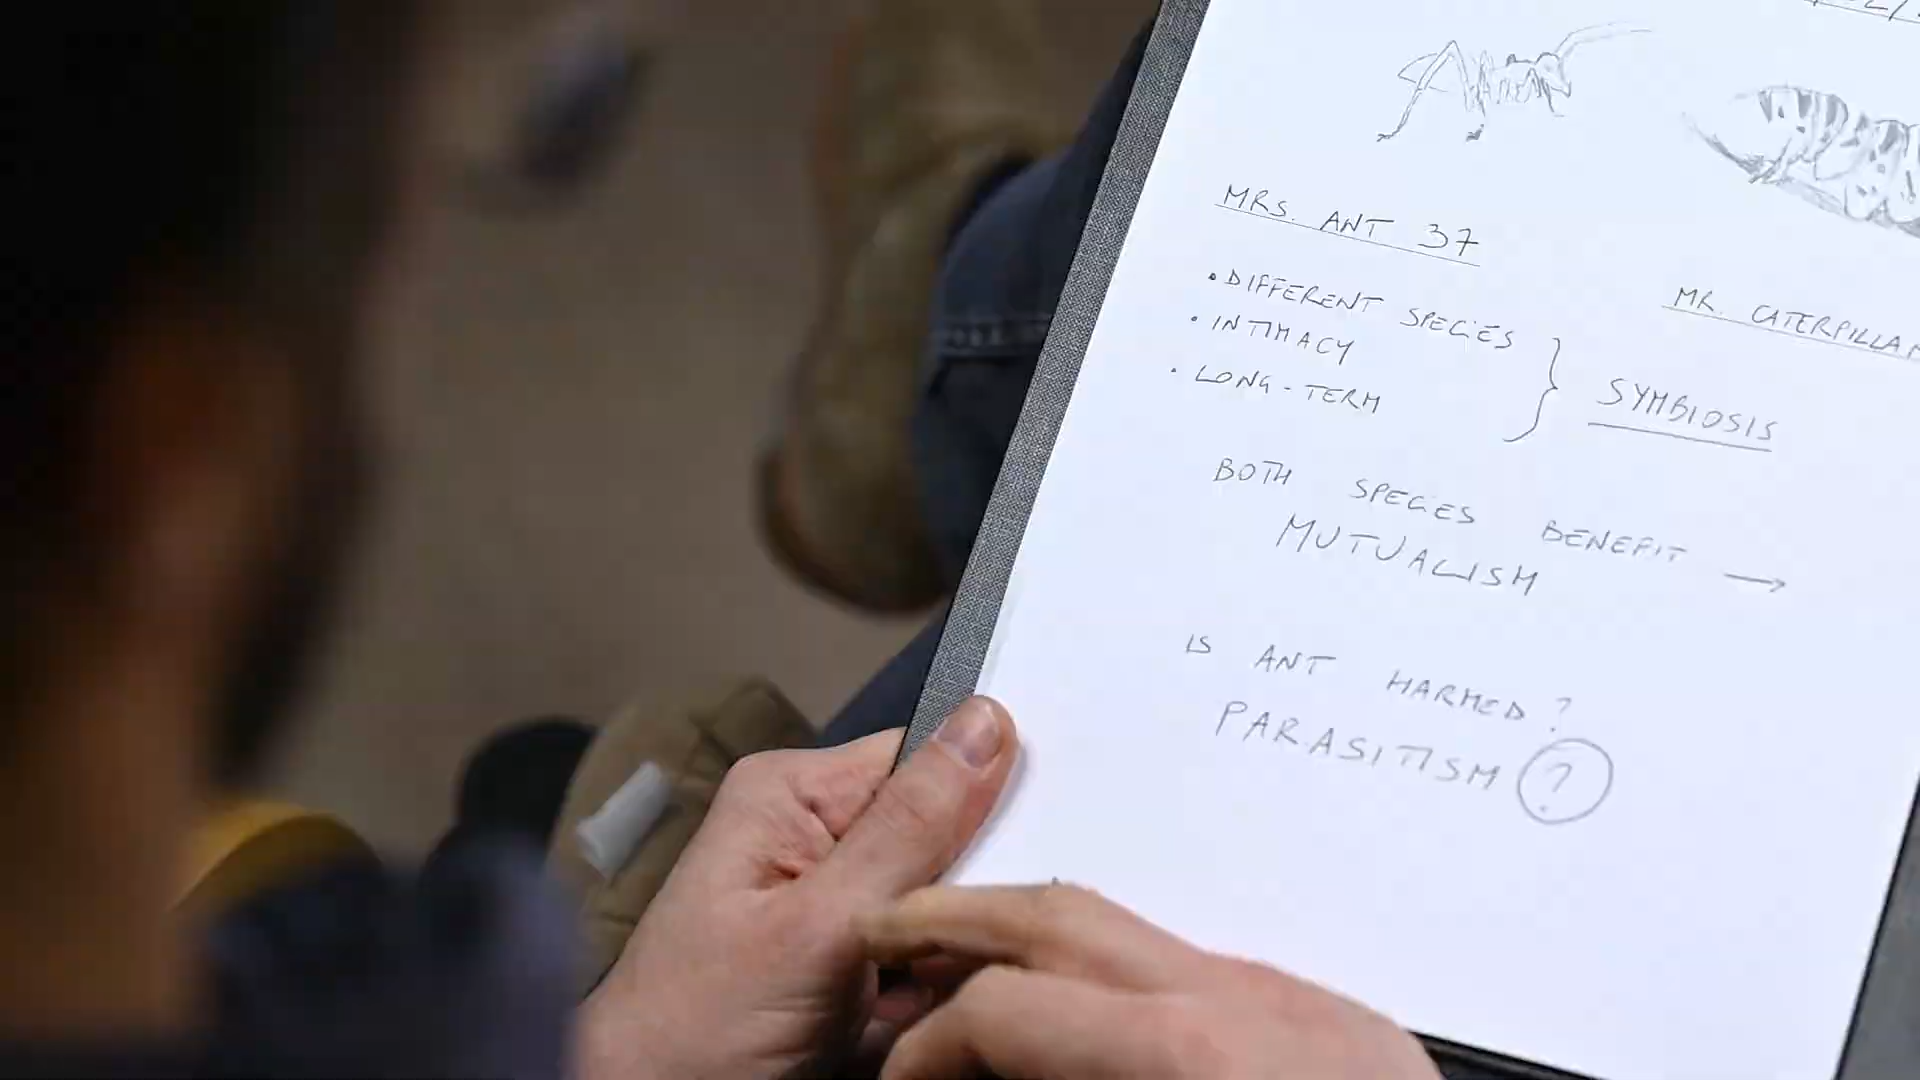 MRS. ANT 37
MR. CATERPILLAR
• DIFFERENT SPECIES
• INTIMACY
• LONG-TERM
SYMBIOSIS
BOTH SPECIES BENEFIT →
MUTUALISM
IS ANT HARMED?
PARASITISM ?